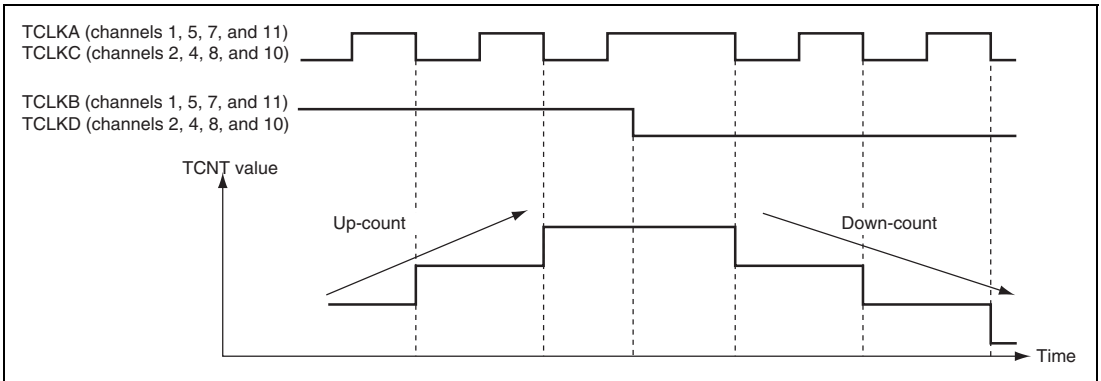 TCLKA (channels 1, 5, 7, and 11)
TCLKC (channels 2, 4, 8, and 10)
TCLKB (channels 1, 5, 7, and 11)
TCLKD (channels 2, 4, 8, and 10)
TCNT value
Up-count
Down-count
Time